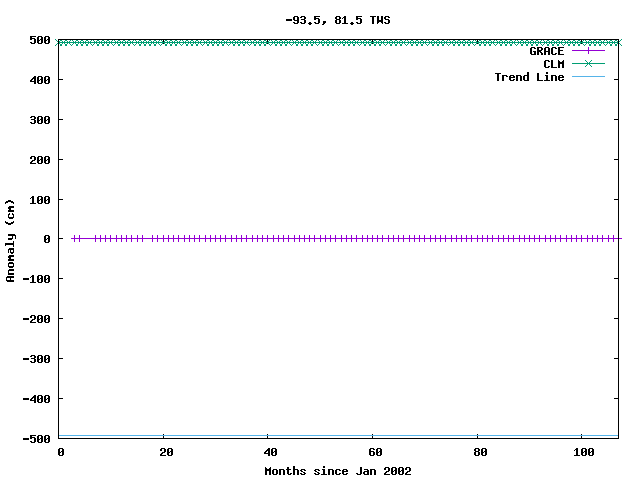 -93.5, 81.5 TWS
GRACE
CLM
Trend Line
500
400
300
200
100
0
-100
-200
-300
-400
-500
Anomaly (cm)
0 20 40 60 80 100
Months since Jan 2002